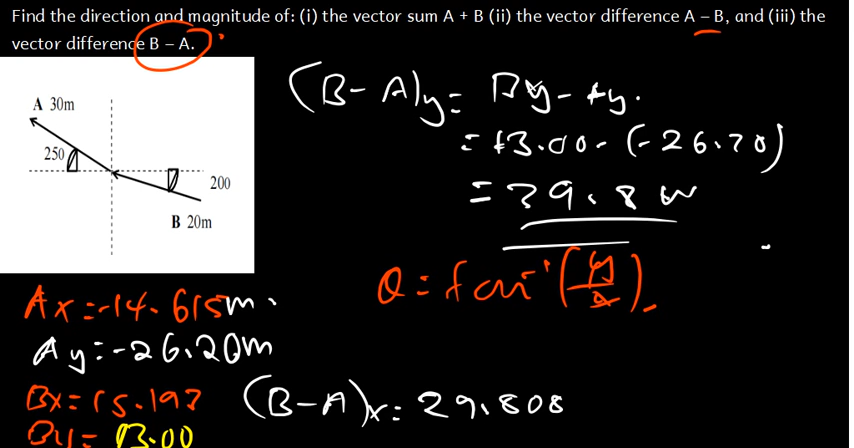 Find the direction and magnitude of: (i) the vector sum A + B (ii) the vector difference A – B, and (iii) the
vector difference B – A.
A 30m
250
200
B 20m
(B-A)y = By - Ay.
= 13.00 - (-26.20)
= 39.8 m
θ = tan⁻¹ (y/x)
Ax = -14.615m.
Ay = -26.20m
Bx = 15.193
By = 13.00
(B-A)x = 29.808